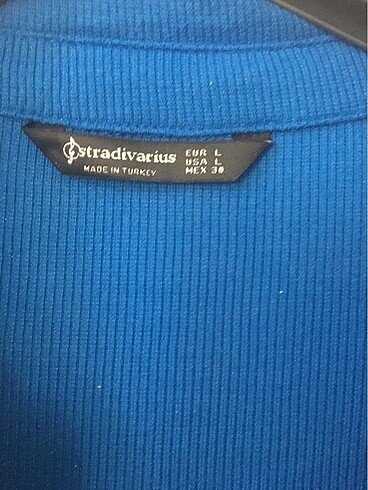 stradivarius
MADE IN TURKEY
EUR L
USA L
MEX 30